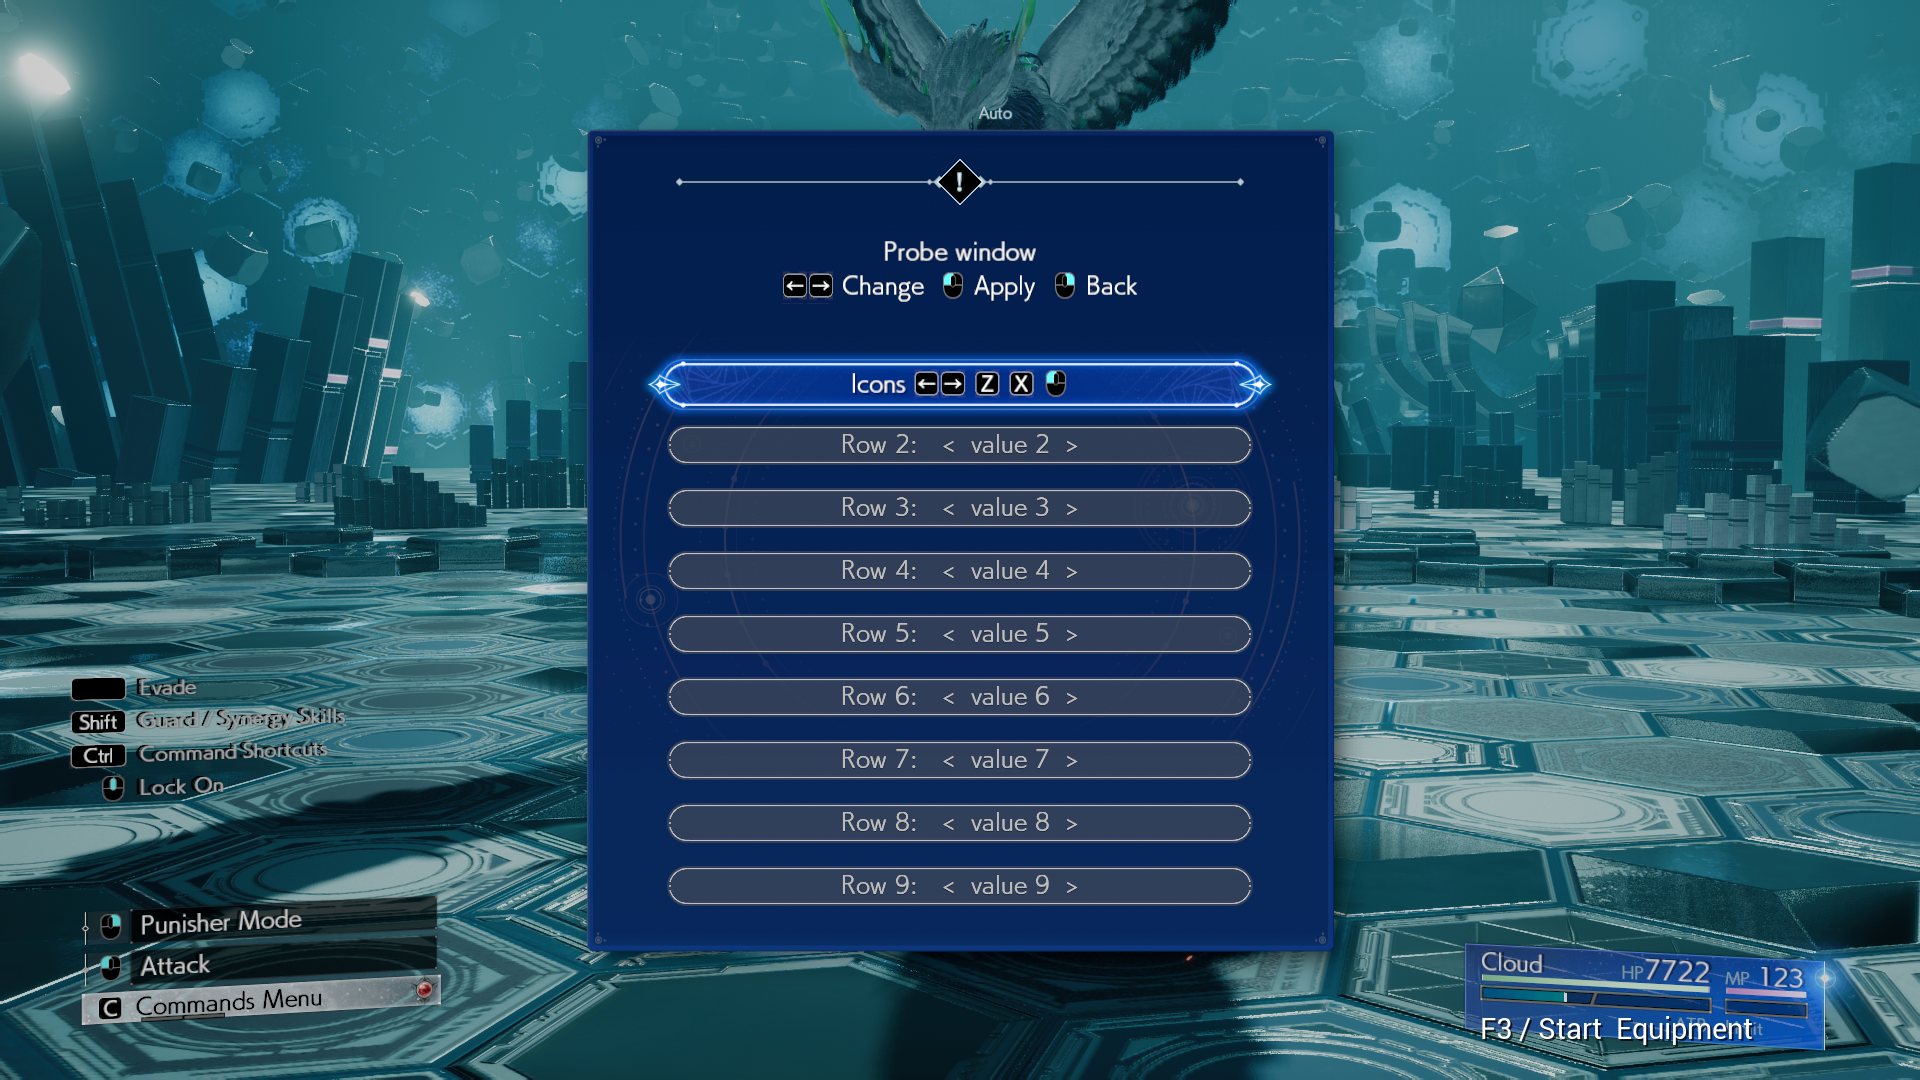 Auto
!
Probe window
←→ Change Apply Back
Icons ←→ Z X
Row 2: < value 2 >
Row 3: < value 3 >
Row 4: < value 4 >
Row 5: < value 5 >
Row 6: < value 6 >
Row 7: < value 7 >
Row 8: < value 8 >
Row 9: < value 9 >
Evade
Shift Guard / Synergy Skills
Ctrl Command Shortcuts
Lock On
Punisher Mode
Attack
C Commands Menu
Cloud HP 7722 MP 123
F3 / Start Equipment